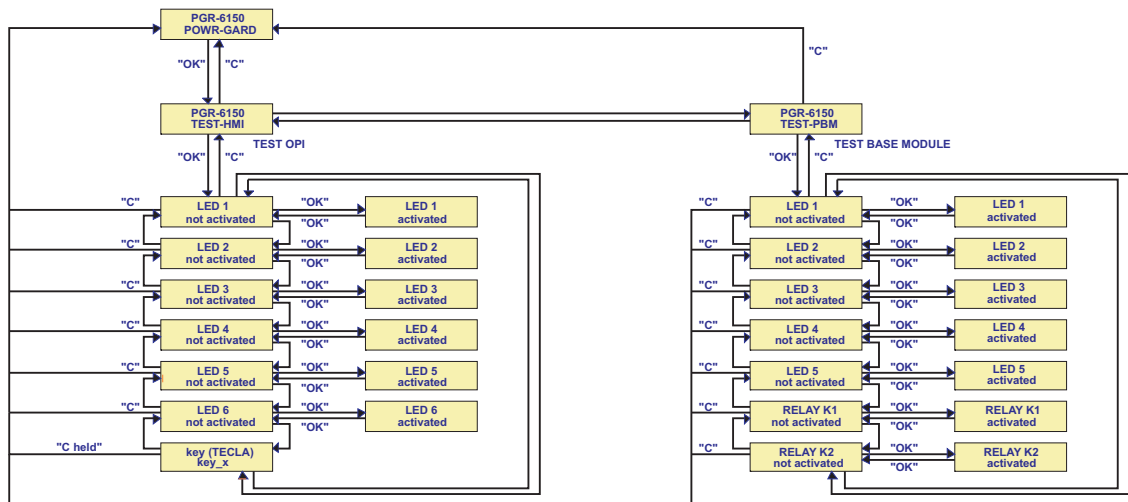 PGR-6150
POWR-GARD
"OK"
"C"
"C"
PGR-6150
TEST-HMI
PGR-6150
TEST-PBM
TEST OPI
TEST BASE MODULE
"OK"
"C"
"OK"
"C"
"C"
LED 1
not activated
"OK"
"OK"
LED 1
activated
"C"
LED 2
not activated
"OK"
"OK"
LED 2
activated
"C"
LED 3
not activated
"OK"
"OK"
LED 3
activated
"C"
LED 4
not activated
"OK"
"OK"
LED 4
activated
"C"
LED 5
not activated
"OK"
"OK"
LED 5
activated
"C"
LED 6
not activated
"OK"
"OK"
LED 6
activated
"C held"
key (TECLA)
key_x
"C"
LED 1
not activated
"OK"
"OK"
LED 1
activated
"C"
LED 2
not activated
"OK"
"OK"
LED 2
activated
"C"
LED 3
not activated
"OK"
"OK"
LED 3
activated
"C"
LED 4
not activated
"OK"
"OK"
LED 4
activated
"C"
LED 5
not activated
"OK"
"OK"
LED 5
activated
"C"
RELAY K1
not activated
"OK"
"OK"
RELAY K1
activated
"C"
RELAY K2
not activated
"OK"
"OK"
RELAY K2
activated